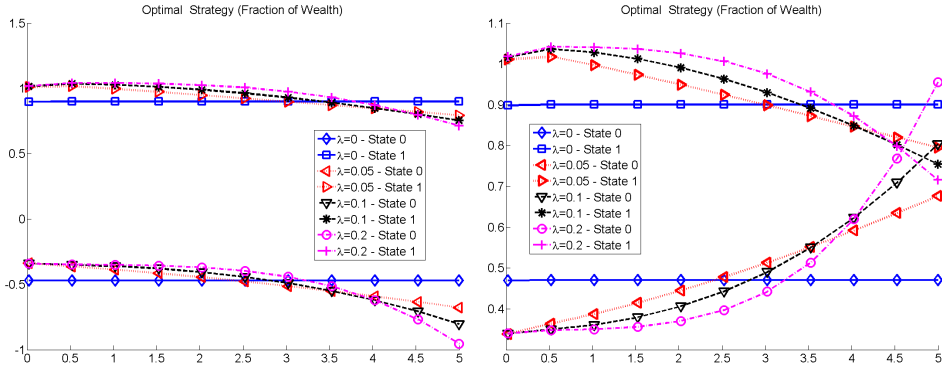 Optimal Strategy (Fraction of Wealth)
1.5
1
0.5
0
-0.5
-1
λ=0 - State 0
λ=0 - State 1
λ=0.05 - State 0
λ=0.05 - State 1
λ=0.1 - State 0
λ=0.1 - State 1
λ=0.2 - State 0
λ=0.2 - State 1
0 0.5 1 1.5 2 2.5 3 3.5 4 4.5 5
Optimal Strategy (Fraction of Wealth)
1.1
1
0.9
0.8
0.7
0.6
0.5
0.4
λ=0 - State 0
λ=0 - State 1
λ=0.05 - State 0
λ=0.05 - State 1
λ=0.1 - State 0
λ=0.1 - State 1
λ=0.2 - State 0
λ=0.2 - State 1
0 0.5 1 1.5 2 2.5 3 3.5 4 4.5 5